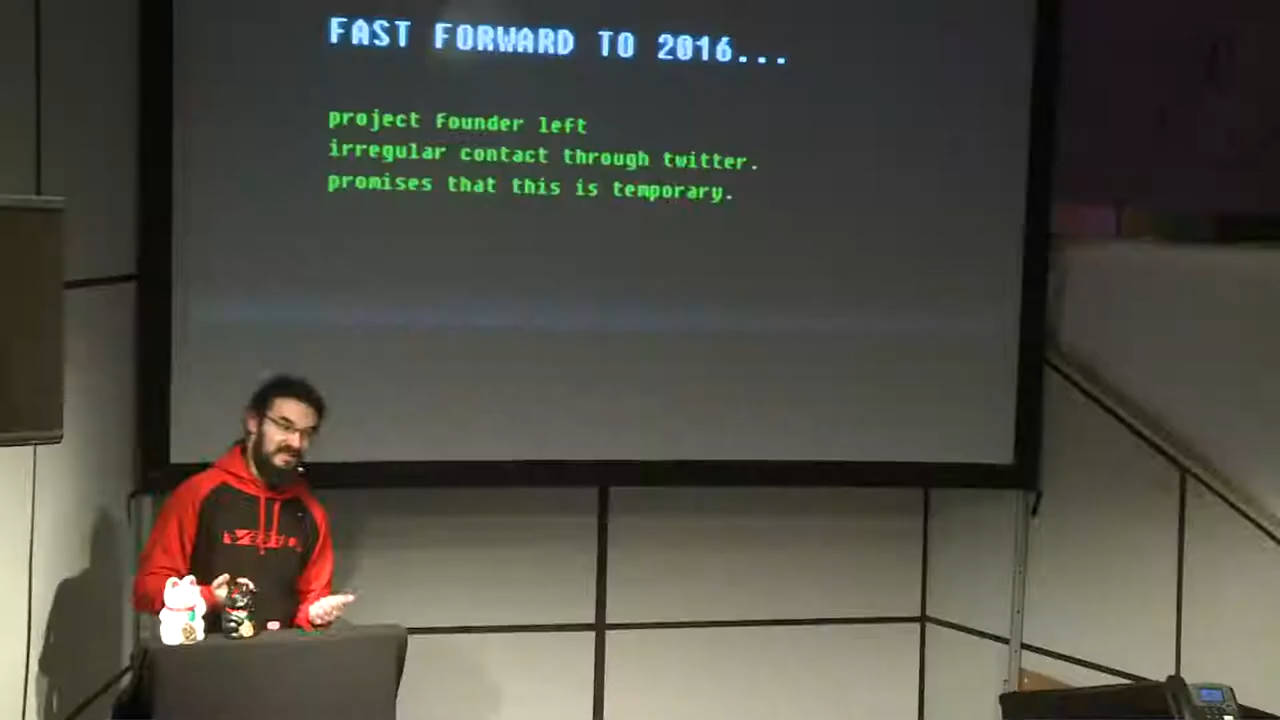 FAST FORWARD TO 2016...
project founder left
irregular contact through twitter.
promises that this is temporary.